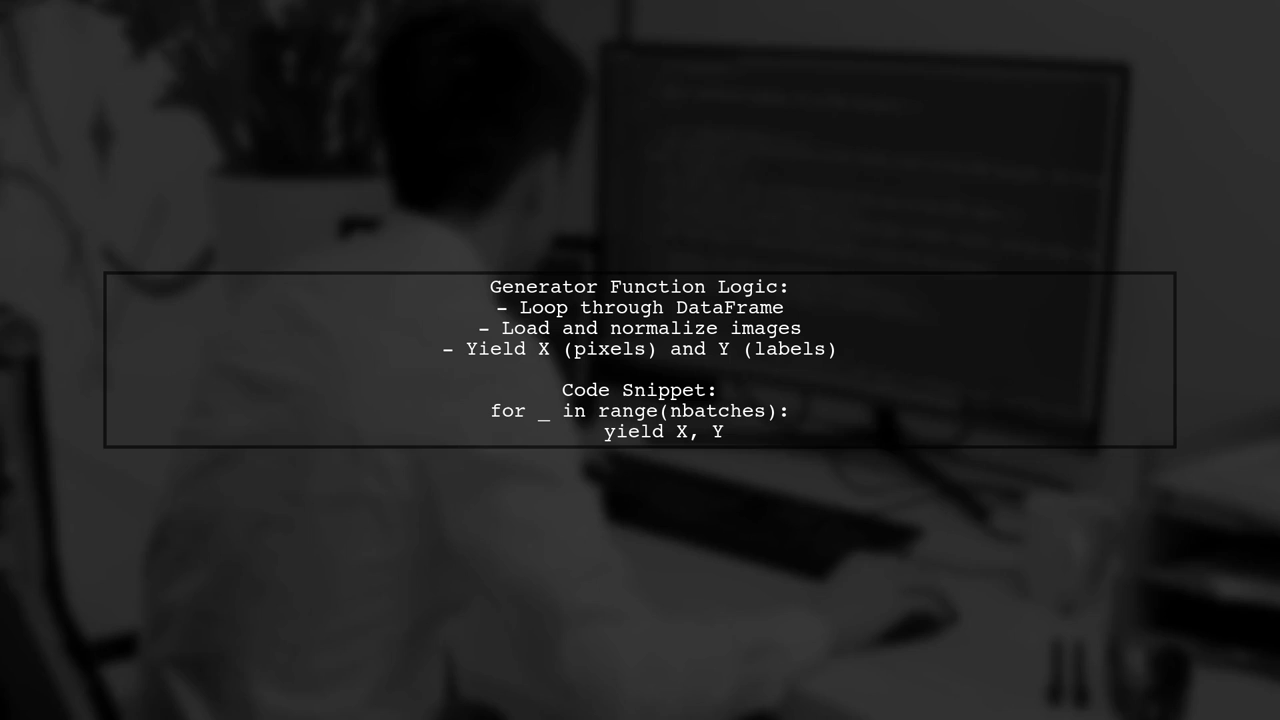 Generator Function Logic:
– Loop through DataFrame
– Load and normalize images
– Yield X (pixels) and Y (labels)
Code Snippet:
for _ in range(nbatches):
yield X, Y